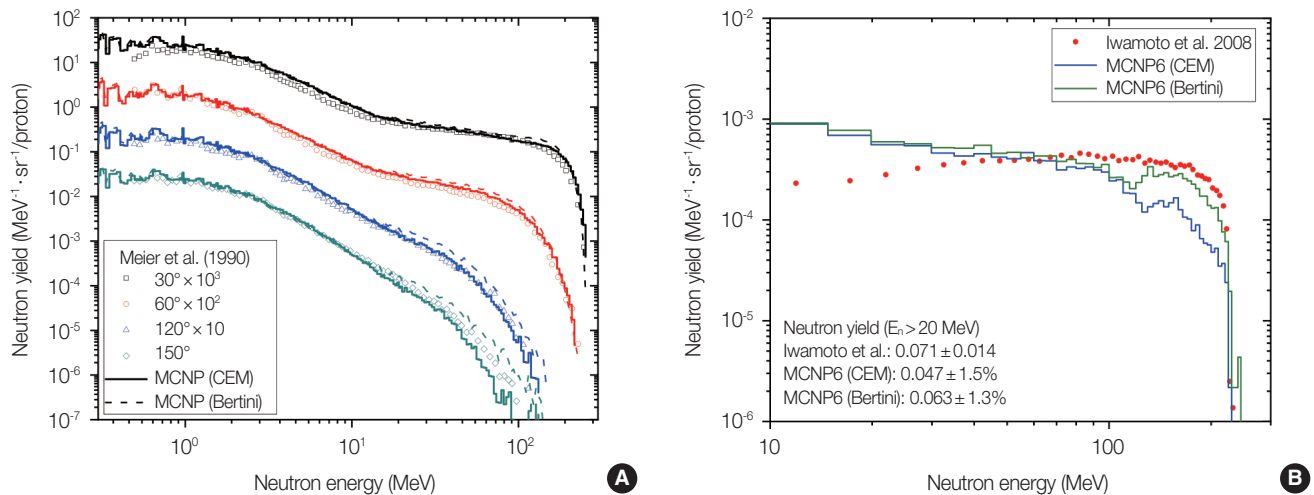 10²
10¹
10⁰
10⁻¹
10⁻²
10⁻³
10⁻⁴
10⁻⁵
10⁻⁶
10⁻⁷
Neutron yield (MeV⁻¹·sr⁻¹/proton)
Meier et al. (1990)
30° × 10³
60° × 10²
120° × 10
150°
MCNP (CEM)
MCNP (Bertini)
10⁰
10¹
10²
Neutron energy (MeV)
A
10⁻²
10⁻³
10⁻⁴
10⁻⁵
10⁻⁶
Neutron yield (MeV⁻¹·sr⁻¹/proton)
Iwamoto et al. 2008
MCNP6 (CEM)
MCNP6 (Bertini)
Neutron yield (Eₙ > 20 MeV)
Iwamoto et al.: 0.071 ± 0.014
MCNP6 (CEM): 0.047 ± 1.5%
MCNP6 (Bertini): 0.063 ± 1.3%
10
100
Neutron energy (MeV)
B